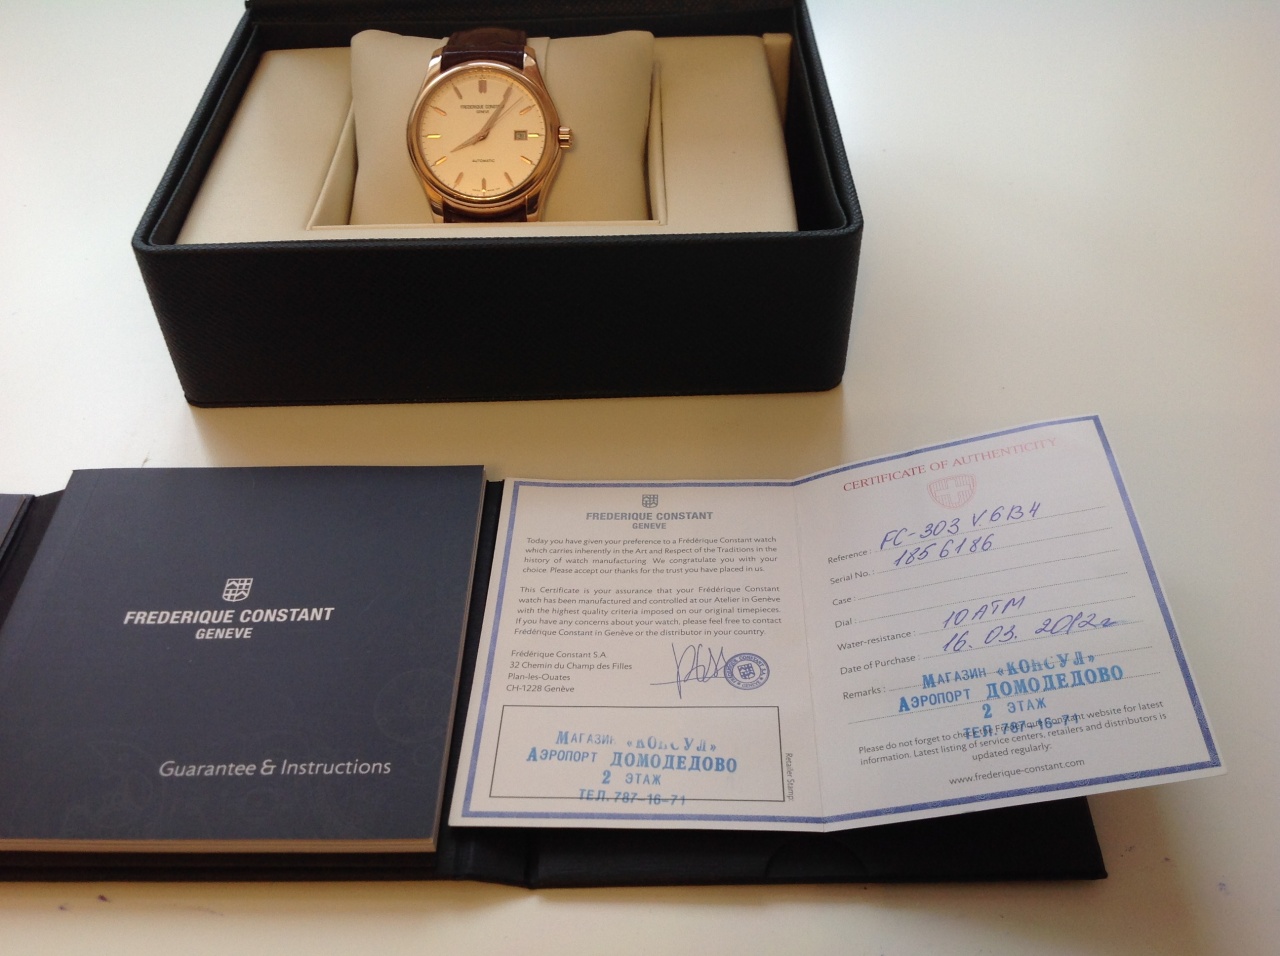 FREDERIQUE CONSTANT
GENEVE
AUTOMATIC
FREDERIQUE CONSTANT
GENEVE
Guarantee & Instructions
FREDERIQUE CONSTANT
GENEVE
Today you have given your preference to a Frédérique Constant watch
which carries inherently in the Art and Respect of the Traditions in the
history of watch manufacturing. We congratulate you with your
choice. Please accept our thanks for the trust you have placed in us.
This Certificate is your assurance that your Frédérique Constant
watch has been manufactured and controlled at our Atelier in Genève
with the highest quality criteria imposed on our original timepieces.
If you have any concerns about your watch, please feel free to contact
Frédérique Constant in Genève or the distributor in your country.
Frédérique Constant S.A.
32 Chemin du Champ des Filles
Plan-les-Ouates
CH-1228 Genève
МАГАЗИН «КОНСУЛ»
АЭРОПОРТ ДОМОДЕДОВО
2 ЭТАЖ
ТЕЛ. 787-16-71
Retailer Stamp:
CERTIFICATE OF AUTHENTICITY
Reference: FC-303 V 6B4
Serial No.: 1856186
Case:
Dial:
Water-resistance: 10 ATM
Date of Purchase: 16. 03. 2012г
Remarks:
МАГАЗИН «КОНСУЛ»
АЭРОПОРТ ДОМОДЕДОВО
2 ЭТАЖ
ТЕЛ. 787-16-71
Please do not forget to check the Frédérique Constant website for latest
information. Latest listing of service centers, retailers and distributors is
updated regularly:
www.frederique-constant.com